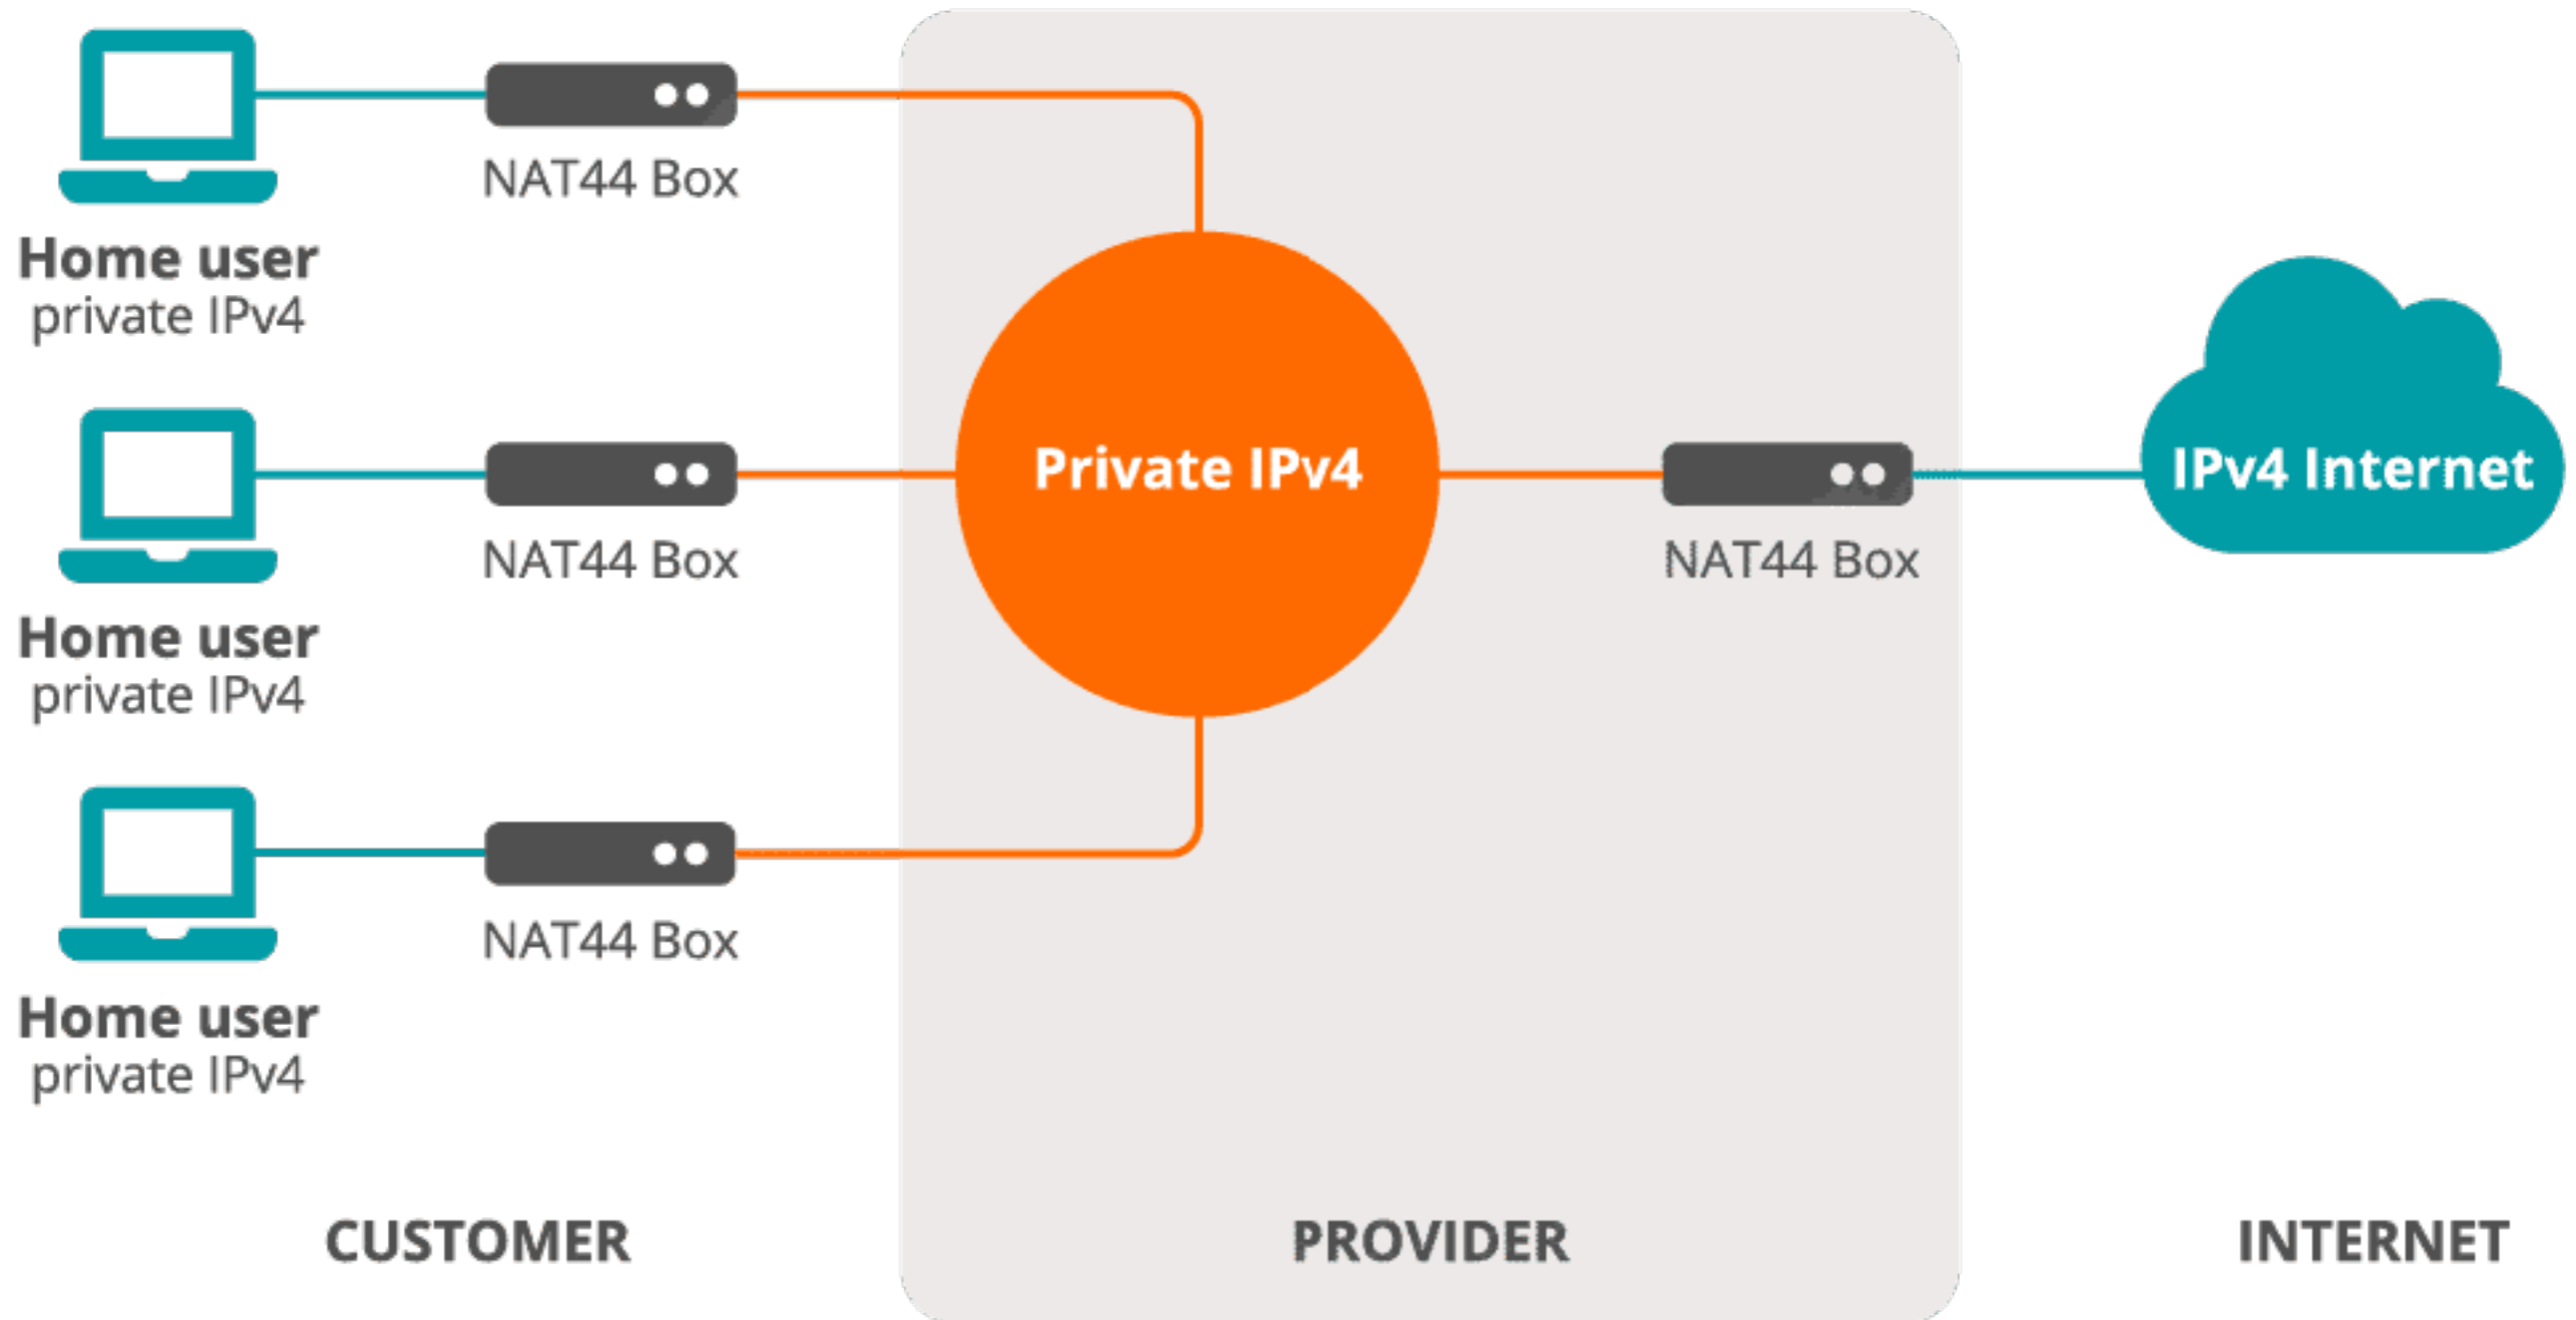 NAT44 Box
Home user
private IPv4
NAT44 Box
Home user
private IPv4
NAT44 Box
Home user
private IPv4
CUSTOMER
Private IPv4
NAT44 Box
PROVIDER
IPv4 Internet
INTERNET